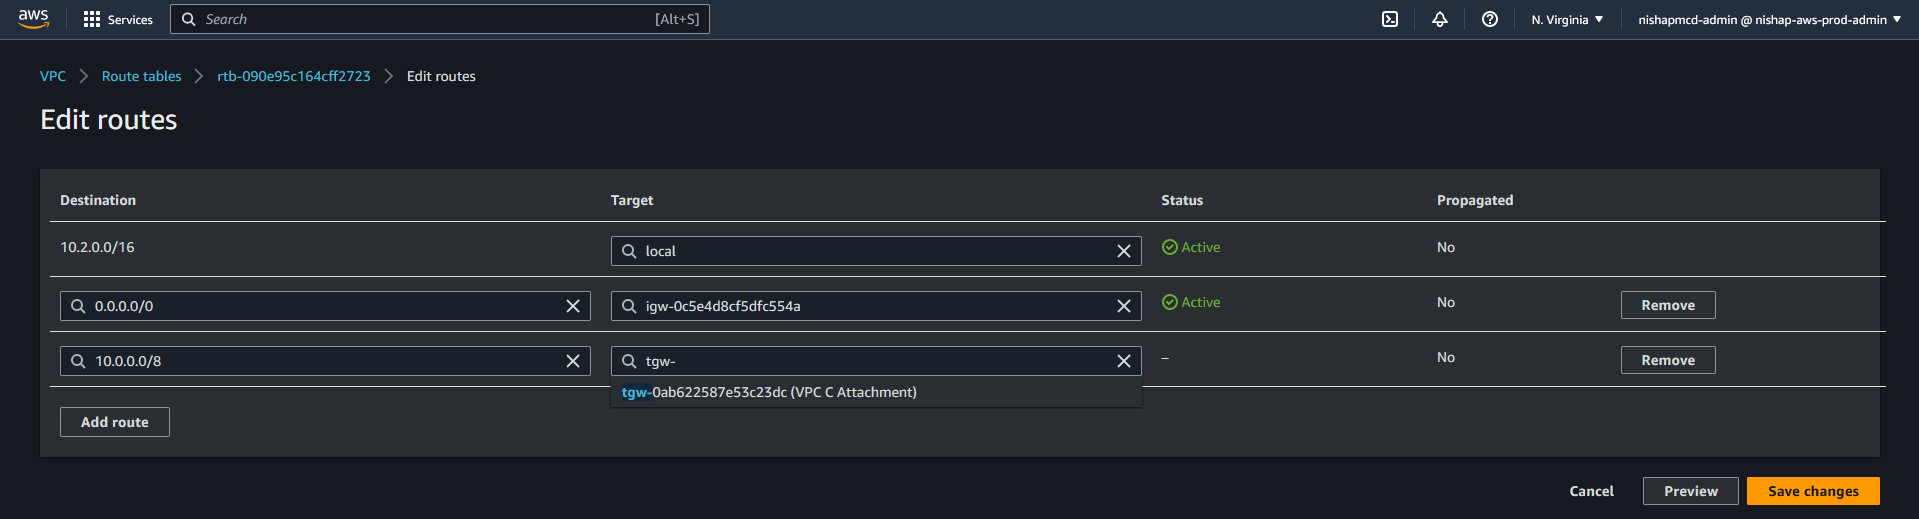 aws Services Search [Alt+S] N. Virginia nishapmcd-admin @ nishap-aws-prod-admin
VPC Route tables rtb-090e95c164cff2723 Edit routes
Edit routes
Destination Target Status Propagated
10.2.0.0/16 local Active No
0.0.0.0/0 igw-0c5e4d8cf5dfc554a Active No Remove
10.0.0.0/8 tgw- – No Remove
tgw-0ab622587e53c23dc (VPC C Attachment)
Add route
Cancel Preview Save changes